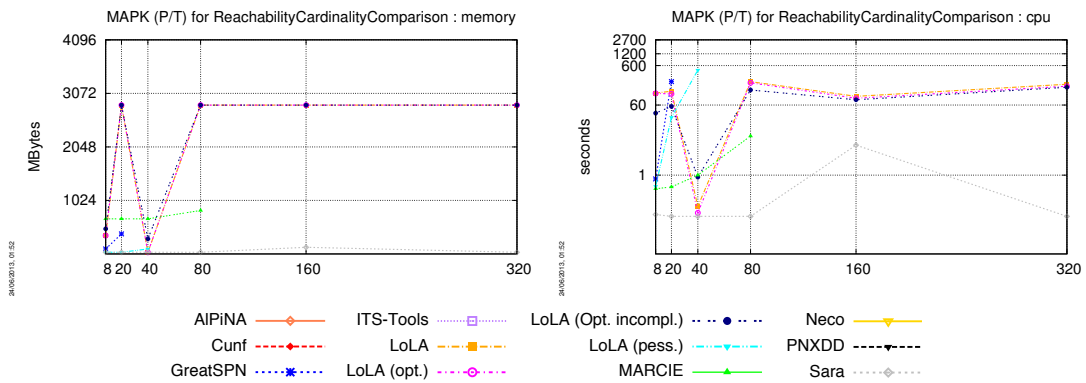 MAPK (P/T) for ReachabilityCardinalityComparison : memory
4096
3072
2048
1024
MBytes
8 20 40 80 160 320
24/06/2013, 01:52
MAPK (P/T) for ReachabilityCardinalityComparison : cpu
2700
1200
600
60
1
seconds
8 20 40 80 160 320
24/06/2013, 01:52
AlPiNA ITS-Tools LoLA (Opt. incompl.) Neco
Cunf LoLA LoLA (pess.) PNXDD
GreatSPN LoLA (opt.) MARCIE Sara